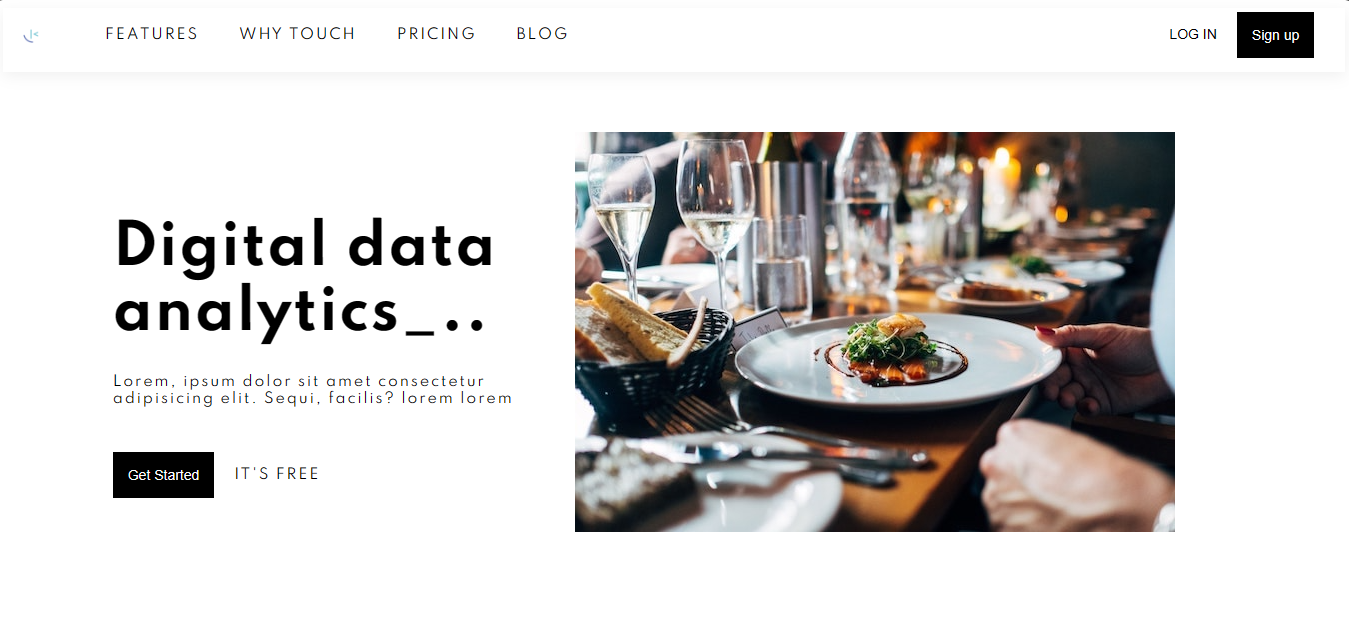 FEATURES WHY TOUCH PRICING BLOG LOG IN Sign up
Digital data
analytics_..
Lorem, ipsum dolor sit amet consectetur
adipisicing elit. Sequi, facilis? lorem lorem
Get Started IT'S FREE